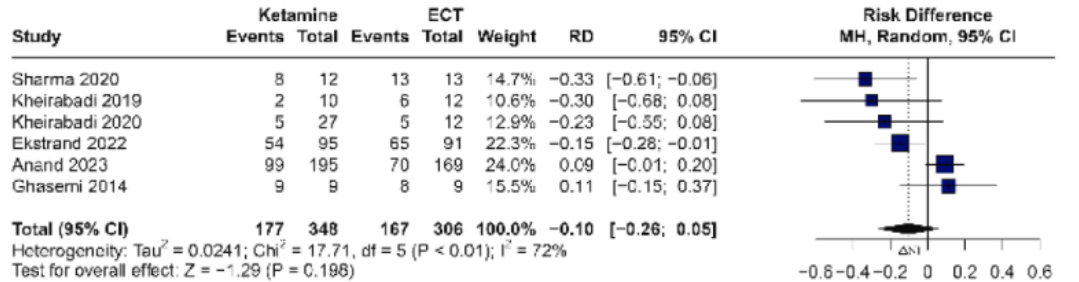 Ketamine ECT Risk Difference
Study Events Total Events Total Weight RD 95% CI MH, Random, 95% CI
Sharma 2020 8 12 13 13 14.7% −0.33 [−0.61; −0.06]
Kheirabadi 2019 2 10 6 12 10.6% −0.30 [−0.68; 0.08]
Kheirabadi 2020 5 27 5 12 12.9% −0.23 [−0.55; 0.08]
Ekstrand 2022 54 95 65 91 22.3% −0.15 [−0.28; −0.01]
Anand 2023 99 195 70 169 24.0% 0.09 [−0.01; 0.20]
Ghasemi 2014 9 9 8 9 15.5% 0.11 [−0.15; 0.37]
Total (95% CI) 177 348 167 306 100.0% −0.10 [−0.26; 0.05]
Heterogeneity: Tau² = 0.0241; Chi² = 17.71, df = 5 (P < 0.01); I² = 72%
Test for overall effect: Z = −1.29 (P = 0.198)
−0.6 −0.4 −0.2 0 0.2 0.4 0.6